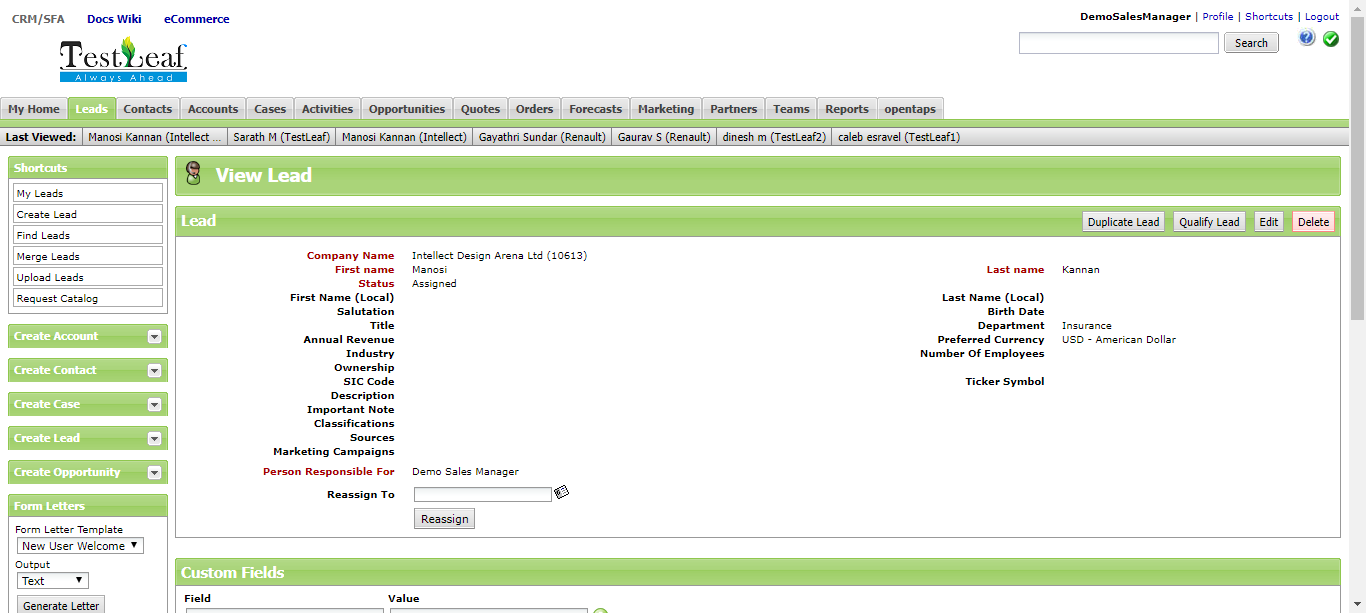 CRM/SFA Docs Wiki eCommerce
DemoSalesManager | Profile | Shortcuts | Logout
TestLeaf
Always Ahead
Search
My Home Leads Contacts Accounts Cases Activities Opportunities Quotes Orders Forecasts Marketing Partners Teams Reports opentaps
Last Viewed: Manosi Kannan (Intellect ... Sarath M (TestLeaf) Manosi Kannan (Intellect) Gayathri Sundar (Renault) Gaurav S (Renault) dinesh m (TestLeaf2) caleb esravel (TestLeaf1)
Shortcuts
My Leads
Create Lead
Find Leads
Merge Leads
Upload Leads
Request Catalog
Create Account
Create Contact
Create Case
Create Lead
Create Opportunity
Form Letters
Form Letter Template
New User Welcome
Output
Text
Generate Letter
View Lead
Lead Duplicate Lead Qualify Lead Edit Delete
Company Name Intellect Design Arena Ltd (10613)
First name Manosi Last name Kannan
Status Assigned
First Name (Local) Last Name (Local)
Salutation Birth Date
Title Department Insurance
Annual Revenue Preferred Currency USD - American Dollar
Industry Number Of Employees
Ownership
SIC Code Ticker Symbol
Description
Important Note
Classifications
Sources
Marketing Campaigns
Person Responsible For Demo Sales Manager
Reassign To
Reassign
Custom Fields
Field Value